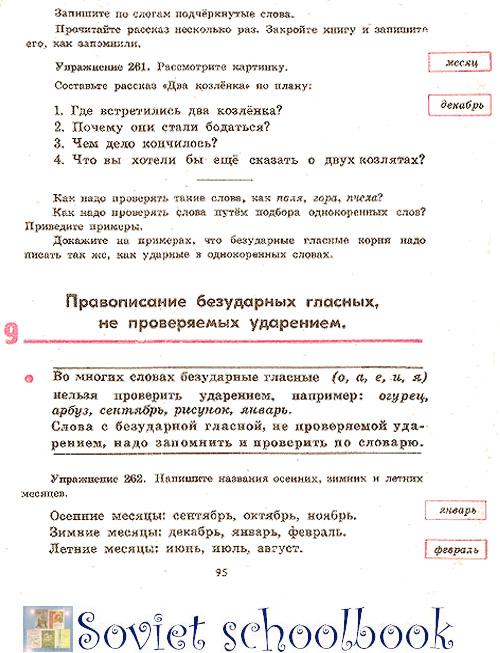 Запишите по слогам подчёркнутые слова.
Прочитайте рассказ несколько раз. Закройте книгу и запишите
его, как запомнили.
Упражнение 261. Рассмотрите картинку.
месяц
Составьте рассказ «Два козлёнка» по плану:
декабрь
1. Где встретились два козлёнка?
2. Почему они стали бодаться?
3. Чем дело кончилось?
4. Что вы хотели бы ещё сказать о двух козлятах?
Как надо проверять такие слова, как поля, гора, пчела?
Как надо проверять слова путём подбора однокоренных слов?
Приведите примеры.
Докажите на примерах, что безударные гласные корня надо
писать так же, как ударные в однокоренных словах.
Правописание безударных гласных,
не проверяемых ударением.
9
Во многих словах безударные гласные (о, а, е, и, я)
нельзя проверить ударением, например: огурец,
арбуз, сентябрь, рисунок, январь.
Слова с безударной гласной, не проверяемой уда-
рением, надо запомнить и проверить по словарю.
Упражнение 262. Напишите названия осенних, зимних и летних
месяцев.
январь
Осенние месяцы: сентябрь, октябрь, ноябрь.
Зимние месяцы: декабрь, январь, февраль.
Летние месяцы: июнь, июль, август.
февраль
95
Soviet schoolbook